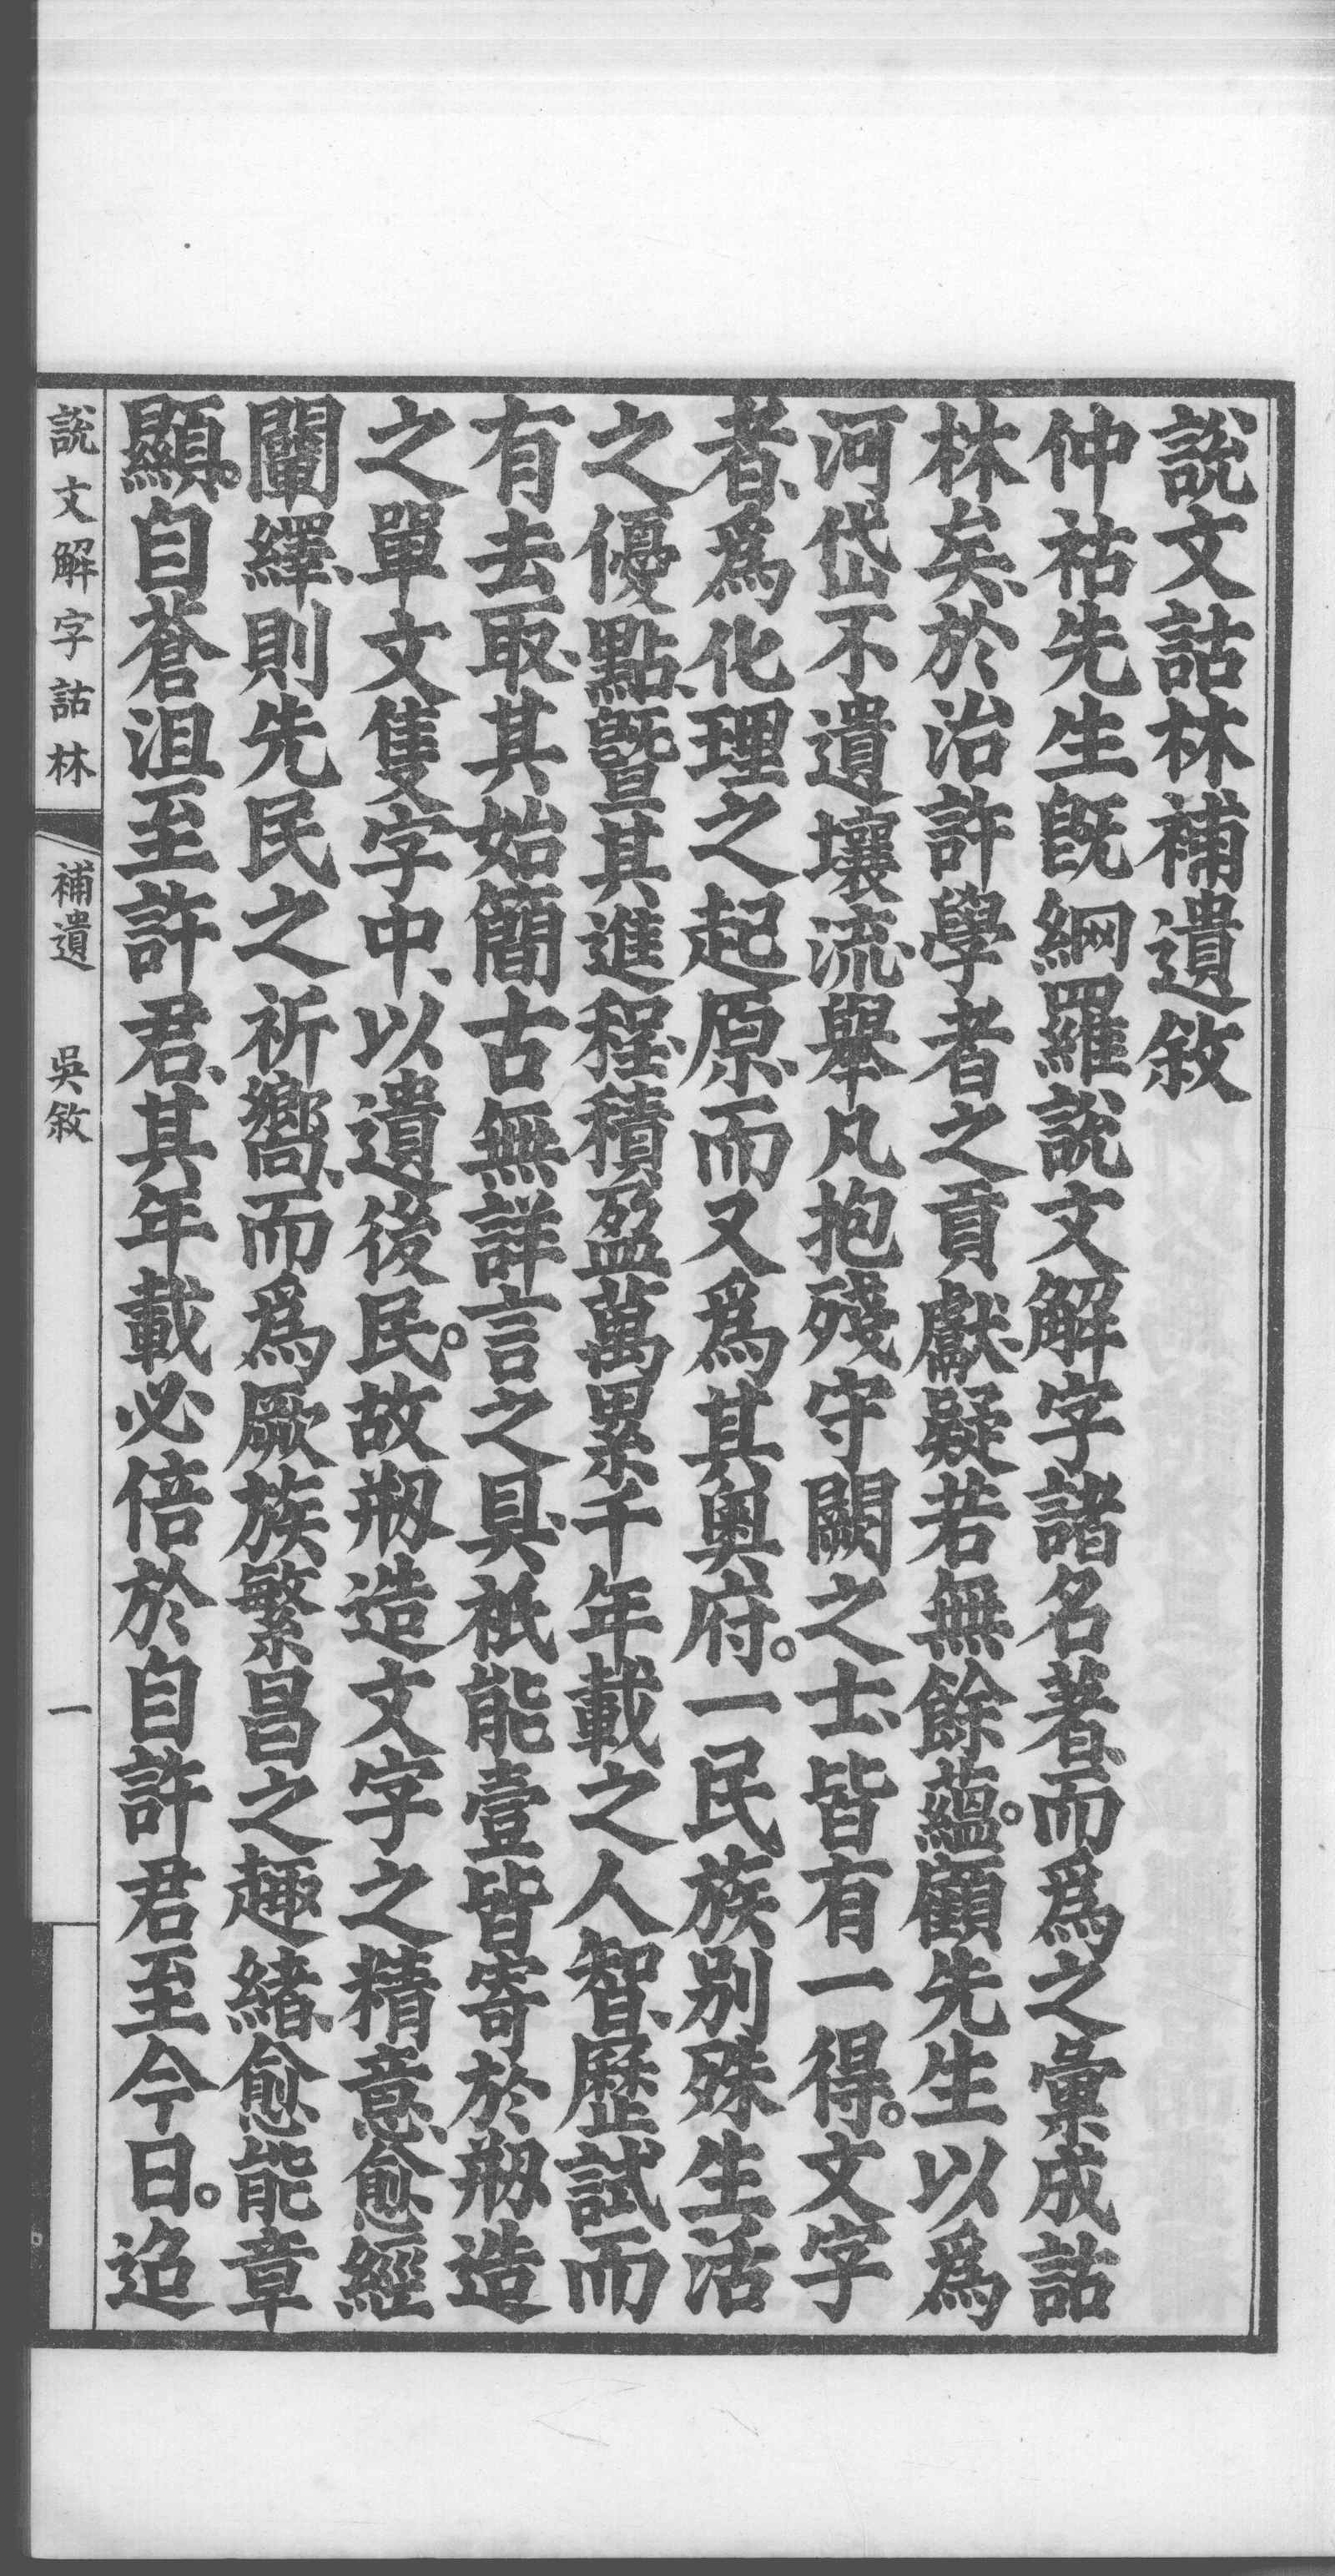 說文詁林補遺敘
仲祜先生旣網羅說文解字諸名著、而爲之彙成詁
林矣、於治許學者之貢獻、疑若無餘蘊。顧先生以爲
河岱不遺壤流、舉凡抱殘守闕之士、皆有一得。文字
者、爲化理之起原、而又爲其奧府。一民族別殊生活
之優點、曁其進程、積盈萬累千年載之人智、歷試而
有去取、其始簡古無詳言之具、祇能壹皆寄於剏造
之單文隻字中、以遺後民。故剏造文字之精意、愈經
闡繹、則先民之祈嚮、而爲厥族繁昌之趣緒、愈能章
顯。自蒼沮至許君、其年載必倍於自許君至今日。迨
說文解字詁林
補遺 吳敘
一